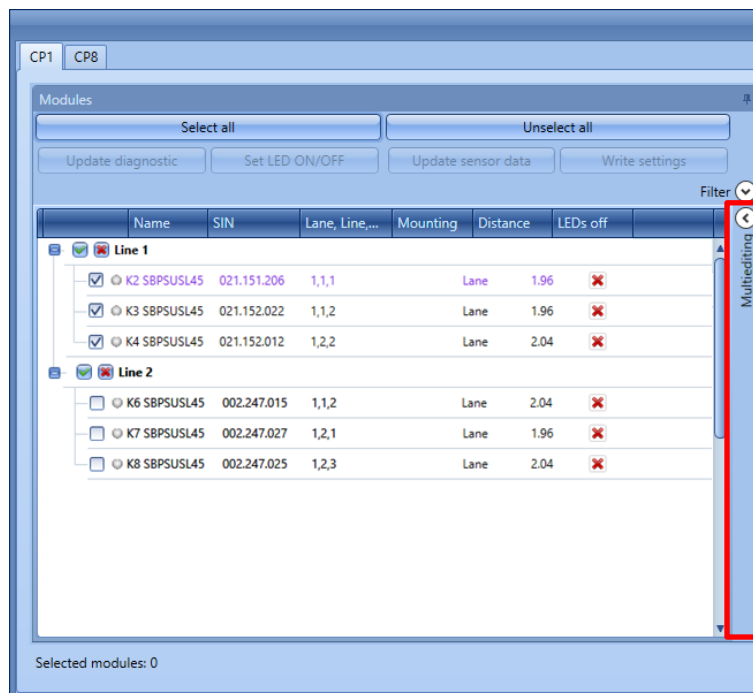 CP1 CP8
Modules
Select all Unselect all
Update diagnostic Set LED ON/OFF Update sensor data Write settings
Filter
Name SIN Lane, Line,... Mounting Distance LEDs off
Multiediting
Line 1
K2 SBPSUSL45 021.151.206 1,1,1 Lane 1.96
K3 SBPSUSL45 021.152.022 1,1,2 Lane 1.96
K4 SBPSUSL45 021.152.012 1,2,2 Lane 2.04
Line 2
K6 SBPSUSL45 002.247.015 1,1,2 Lane 2.04
K7 SBPSUSL45 002.247.027 1,2,1 Lane 1.96
K8 SBPSUSL45 002.247.025 1,2,3 Lane 2.04
Selected modules: 0